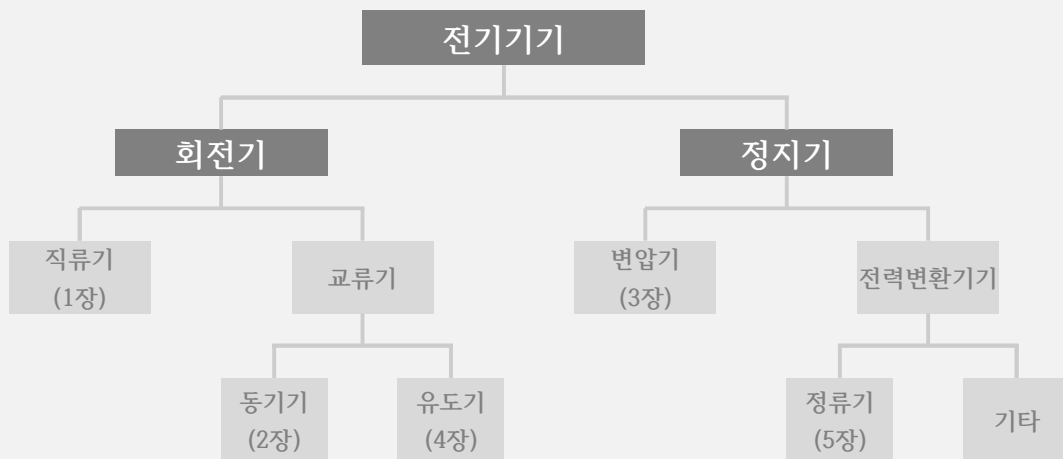 전기기기
회전기
정지기
직류기
(1장)
교류기
변압기
(3장)
전력변환기기
동기기
(2장)
유도기
(4장)
정류기
(5장)
기타